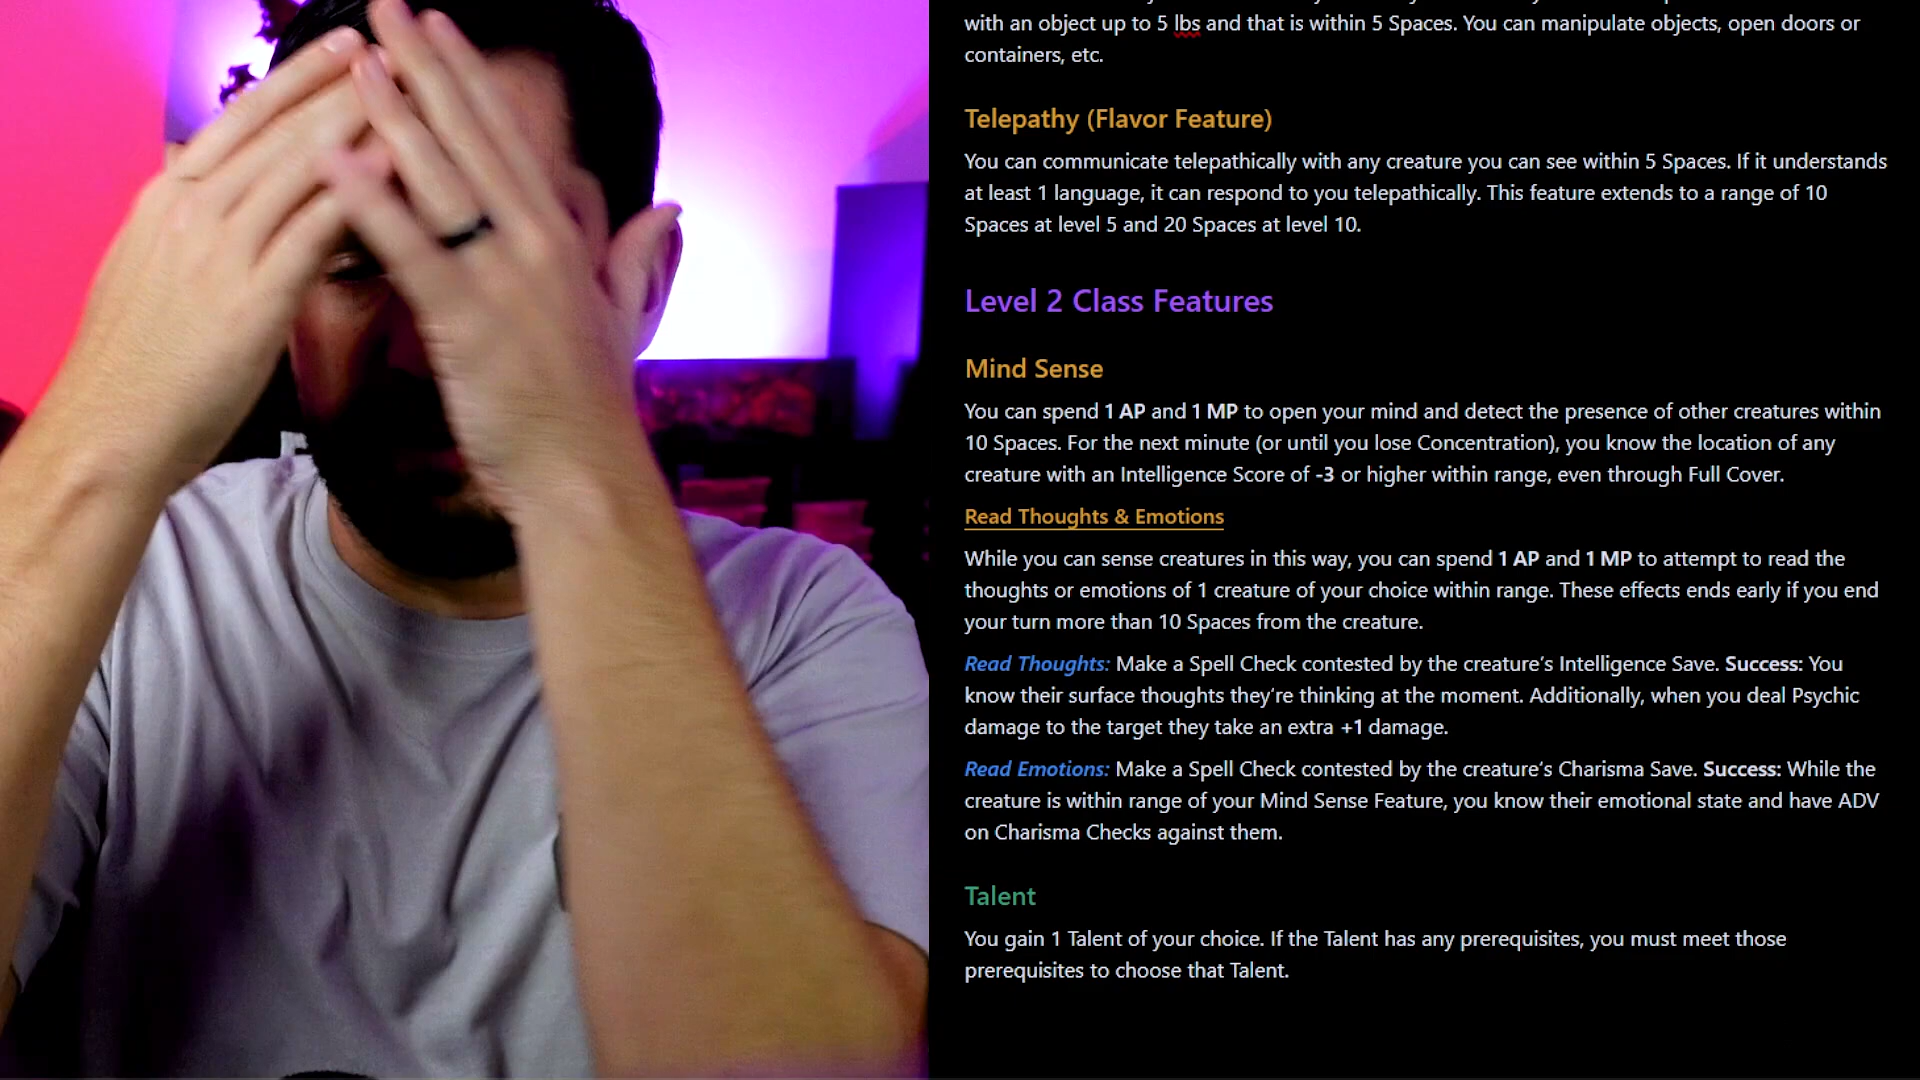 with an object up to 5 lbs and that is within 5 Spaces. You can manipulate objects, open doors or
containers, etc.
Telepathy (Flavor Feature)
You can communicate telepathically with any creature you can see within 5 Spaces. If it understands
at least 1 language, it can respond to you telepathically. This feature extends to a range of 10
Spaces at level 5 and 20 Spaces at level 10.
Level 2 Class Features
Mind Sense
You can spend 1 AP and 1 MP to open your mind and detect the presence of other creatures within
10 Spaces. For the next minute (or until you lose Concentration), you know the location of any
creature with an Intelligence Score of -3 or higher within range, even through Full Cover.
Read Thoughts & Emotions
While you can sense creatures in this way, you can spend 1 AP and 1 MP to attempt to read the
thoughts or emotions of 1 creature of your choice within range. These effects ends early if you end
your turn more than 10 Spaces from the creature.
Read Thoughts: Make a Spell Check contested by the creature's Intelligence Save. Success: You
know their surface thoughts they're thinking at the moment. Additionally, when you deal Psychic
damage to the target they take an extra +1 damage.
Read Emotions: Make a Spell Check contested by the creature's Charisma Save. Success: While the
creature is within range of your Mind Sense Feature, you know their emotional state and have ADV
on Charisma Checks against them.
Talent
You gain 1 Talent of your choice. If the Talent has any prerequisites, you must meet those
prerequisites to choose that Talent.